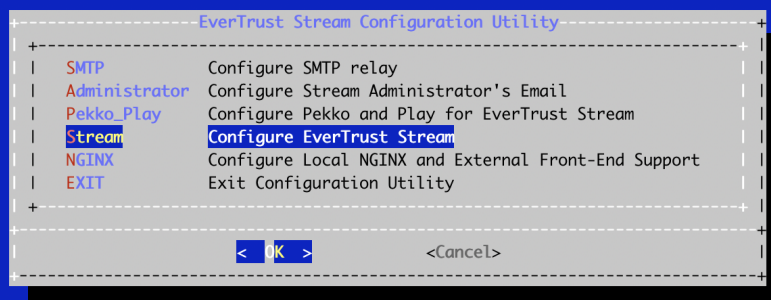 EverTrust Stream Configuration Utility
SMTP Configure SMTP relay
Administrator Configure Stream Administrator's Email
Pekko_Play Configure Pekko and Play for EverTrust Stream
Stream Configure EverTrust Stream
NGINX Configure Local NGINX and External Front-End Support
EXIT Exit Configuration Utility
< OK > <Cancel>